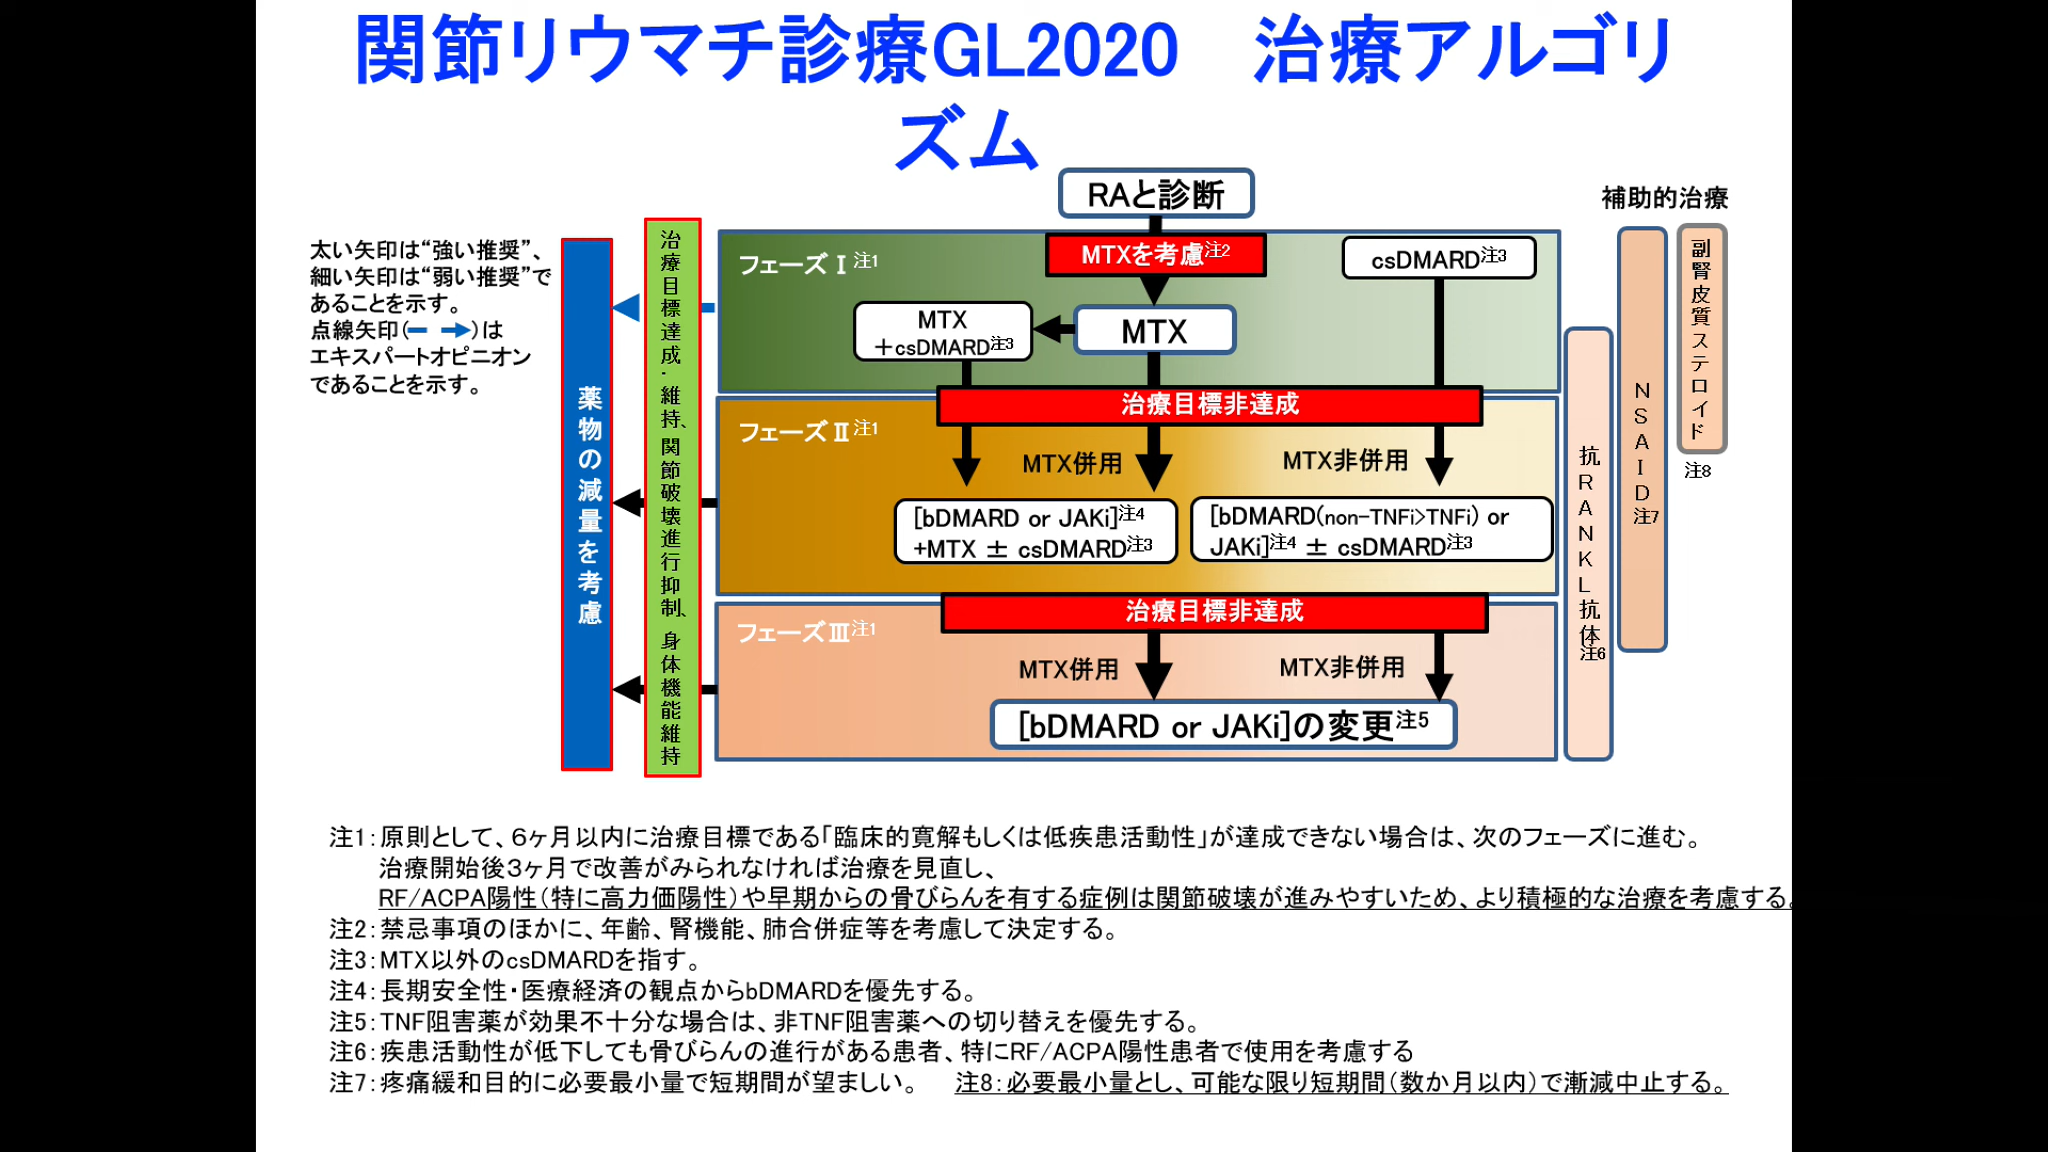 関節リウマチ診療GL2020　治療アルゴリ
ズム
RAと診断
補助的治療
太い矢印は“強い推奨”、
細い矢印は“弱い推奨”で
あることを示す。
点線矢印( )は
エキスパートオピニオン
であることを示す。
薬物の減量を考慮
治療目標達成・維持、関節破壊進行抑制、身体機能維持
フェーズⅠ注1
MTXを考慮注2
csDMARD注3
MTX
＋csDMARD注3
MTX
治療目標非達成
フェーズⅡ注1
MTX併用
MTX非併用
[bDMARD or JAKi]注4
+MTX ± csDMARD注3
[bDMARD(non-TNFi>TNFi) or
JAKi]注4 ± csDMARD注3
治療目標非達成
フェーズⅢ注1
MTX併用
MTX非併用
[bDMARD or JAKi]の変更注5
抗RANKL抗体注6
NSAID注7
副腎皮質ステロイド
注8
注1：原則として、6ヶ月以内に治療目標である「臨床的寛解もしくは低疾患活動性」が達成できない場合は、次のフェーズに進む。
治療開始後3ヶ月で改善がみられなければ治療を見直し、
RF/ACPA陽性（特に高力価陽性）や早期からの骨びらんを有する症例は関節破壊が進みやすいため、より積極的な治療を考慮する。
注2：禁忌事項のほかに、年齢、腎機能、肺合併症等を考慮して決定する。
注3：MTX以外のcsDMARDを指す。
注4：長期安全性・医療経済の観点からbDMARDを優先する。
注5：TNF阻害薬が効果不十分な場合は、非TNF阻害薬への切り替えを優先する。
注6：疾患活動性が低下しても骨びらんの進行がある患者、特にRF/ACPA陽性患者で使用を考慮する
注7：疼痛緩和目的に必要最小量で短期間が望ましい。　注8：必要最小量とし、可能な限り短期間（数か月以内）で漸減中止する。